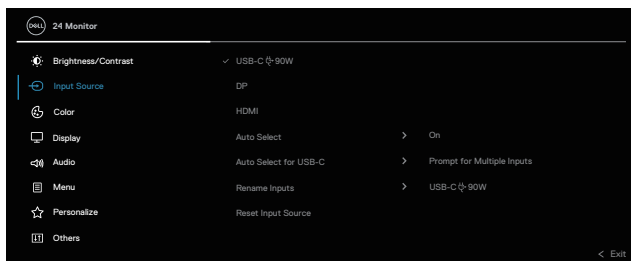 DELL 24 Monitor
Brightness/Contrast
Input Source
Color
Display
Audio
Menu
Personalize
Others
USB-C 90W
DP
HDMI
Auto Select > On
Auto Select for USB-C > Prompt for Multiple Inputs
Rename Inputs > USB-C 90W
Reset Input Source
< Exit